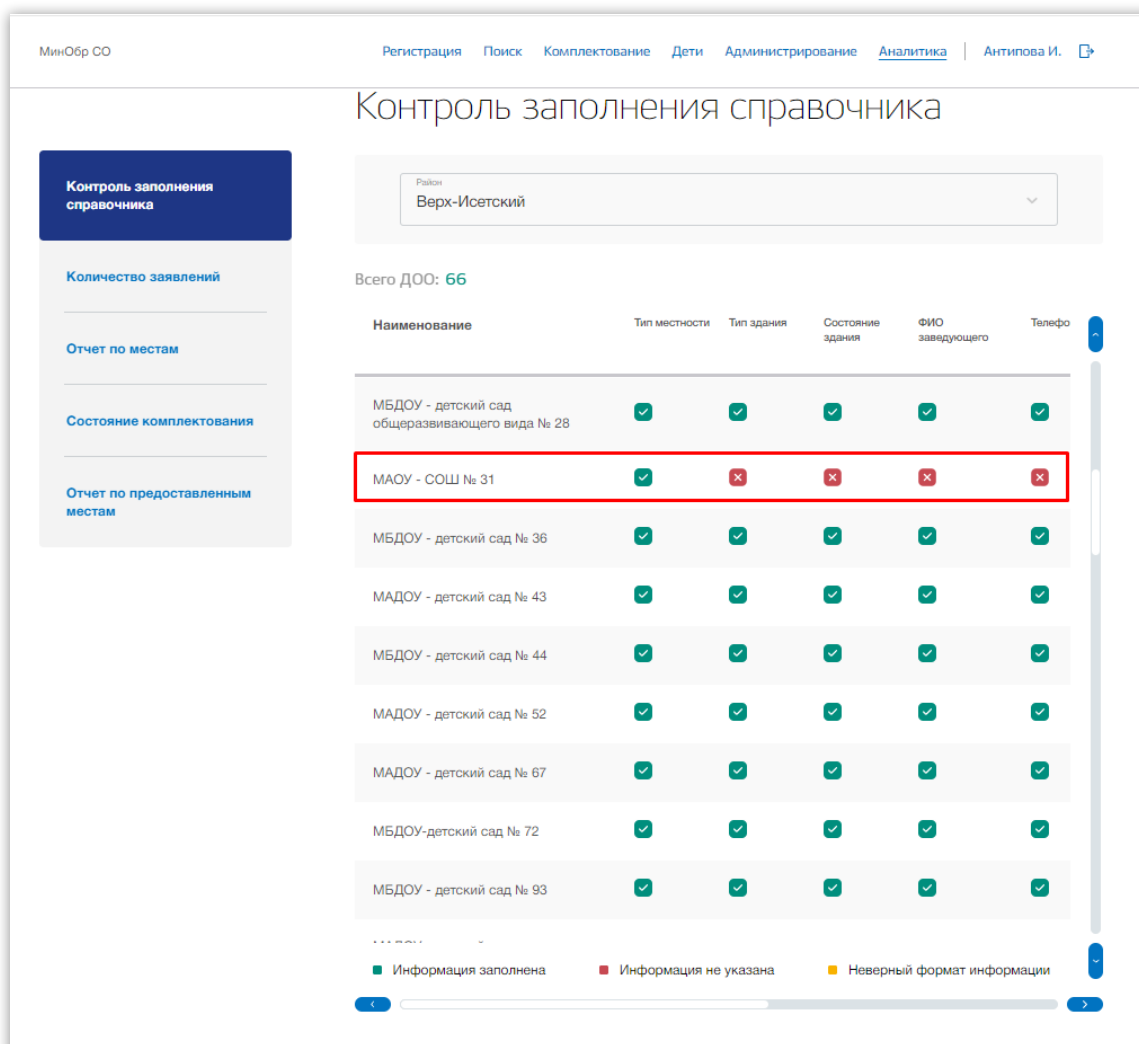 МинОбр СО
Регистрация Поиск Комплектование Дети Администрирование Аналитика Антипова И.
Контроль заполнения справочника
Контроль заполнения
справочника
Количество заявлений
Отчет по местам
Состояние комплектования
Отчет по предоставленным
местам
Район
Верх-Исетский
Всего ДОО: 66
Наименование Тип местности Тип здания Состояние здания ФИО заведующего Телефо
МБДОУ - детский сад
общеразвивающего вида № 28
МАОУ - СОШ № 31
МБДОУ - детский сад № 36
МАДОУ - детский сад № 43
МБДОУ - детский сад № 44
МАДОУ - детский сад № 52
МАДОУ - детский сад № 67
МБДОУ-детский сад № 72
МБДОУ - детский сад № 93
Информация заполнена Информация не указана Неверный формат информации